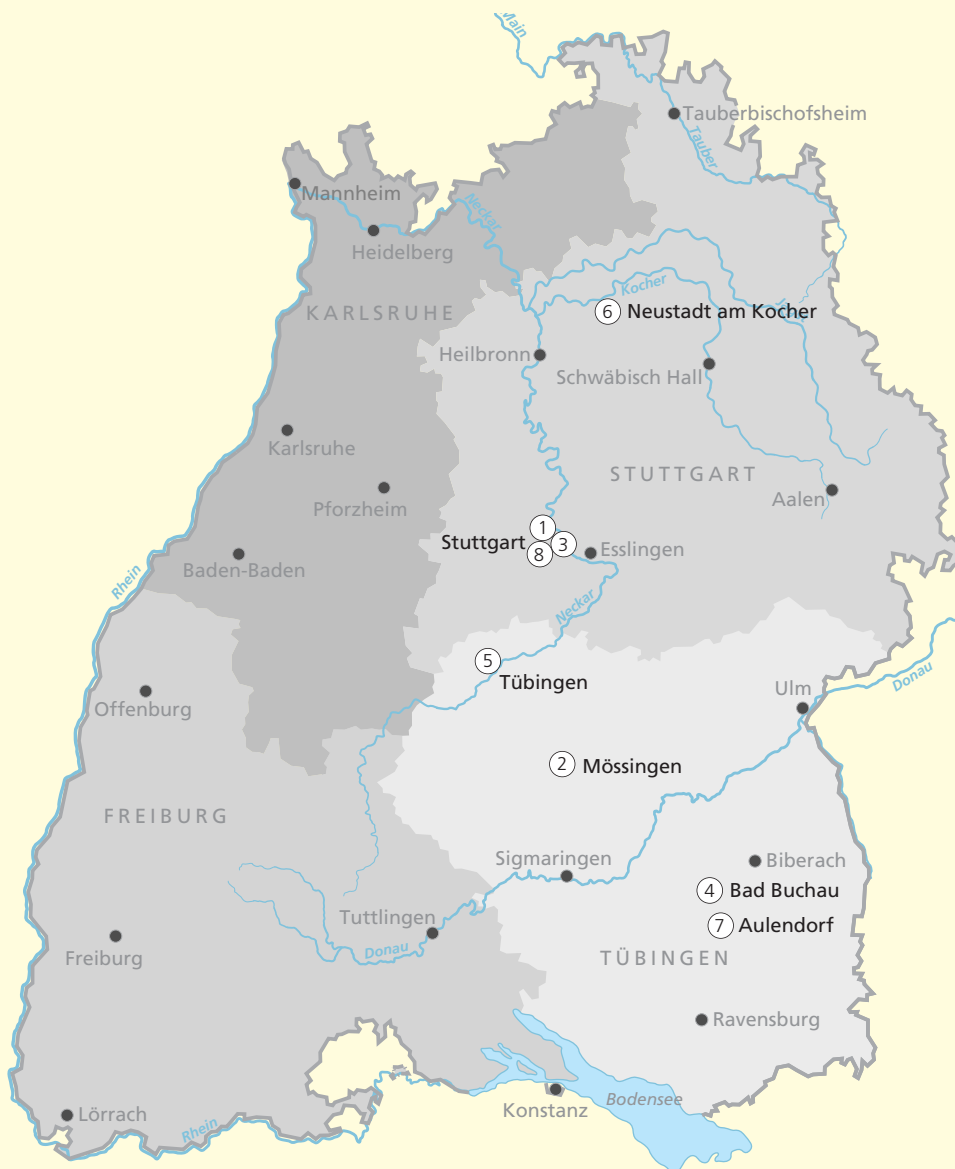 Main
Tauberbischofsheim
Tauber
Mannheim
Neckar
Heidelberg
Kocher
KARLSRUHE
6 Neustadt am Kocher
Heilbronn
Schwäbisch Hall
Karlsruhe
STUTTGART
Pforzheim
Aalen
1
Stuttgart
3
8
Esslingen
Baden-Baden
Rhein
Neckar
5
Tübingen
Donau
Ulm
Offenburg
2 Mössingen
FREIBURG
Sigmaringen
Biberach
4 Bad Buchau
Tuttlingen
7 Aulendorf
Donau
Freiburg
TÜBINGEN
Ravensburg
Bodensee
Konstanz
Lörrach
Rhein